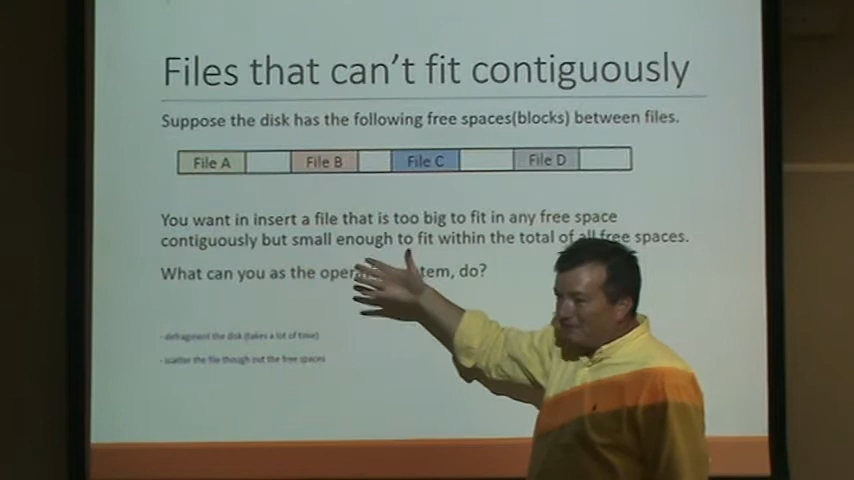 Files that can't fit contiguously
Suppose the disk has the following free spaces(blocks) between files.
File A File B File C File D
You want in insert a file that is too big to fit in any free space
contiguously but small enough to fit within the total of all free spaces.
What can you as the do?
- defragment the disk (takes a lot of time)
- scatter the file though out the free spaces